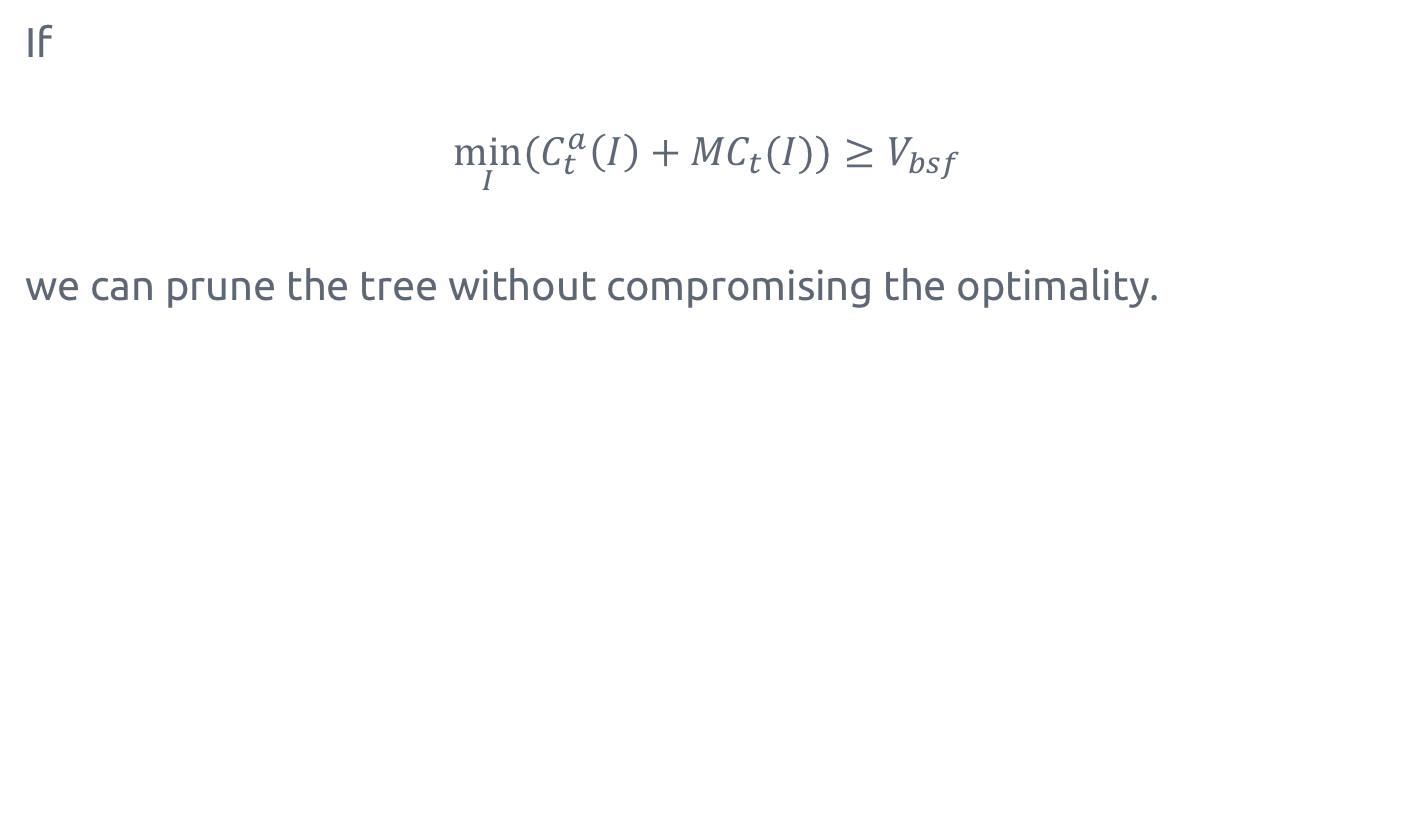 If
min_I(C_t^a(I) + MC_t(I)) ≥ V_bsf
we can prune the tree without compromising the optimality.